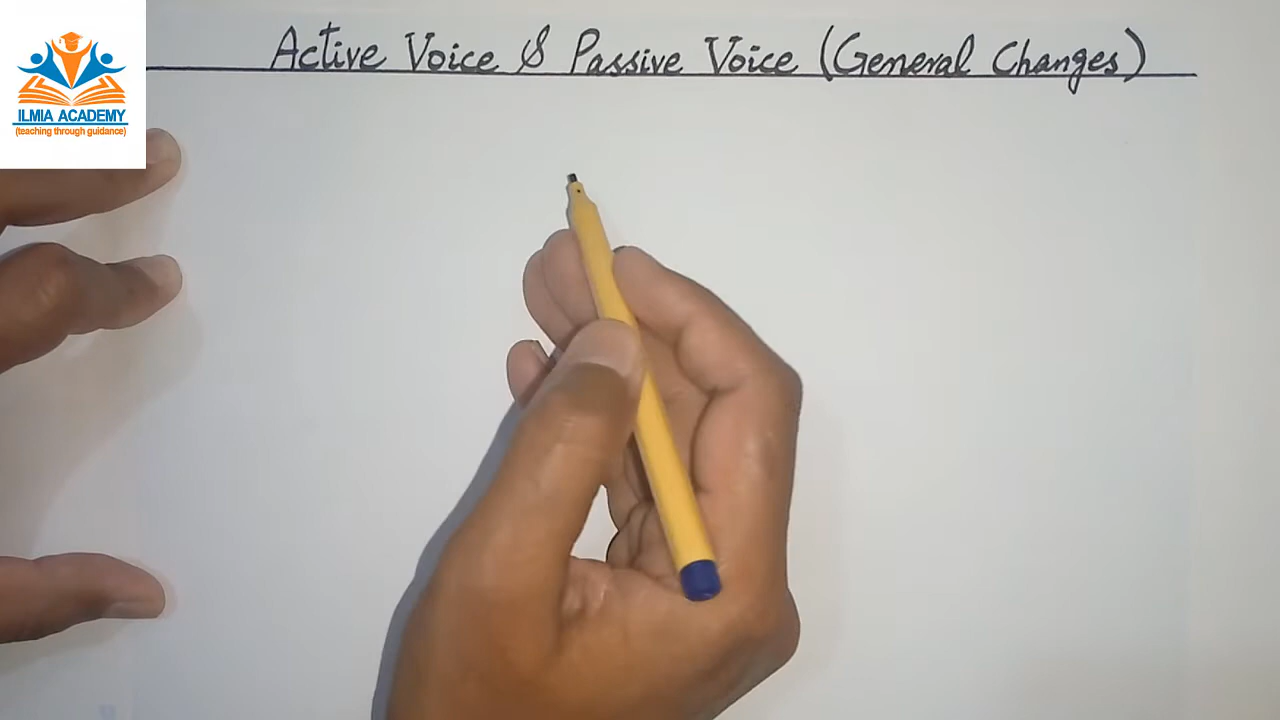 Active Voice & Passive Voice (General Changes)
ILMIA ACADEMY
(teaching through guidance)